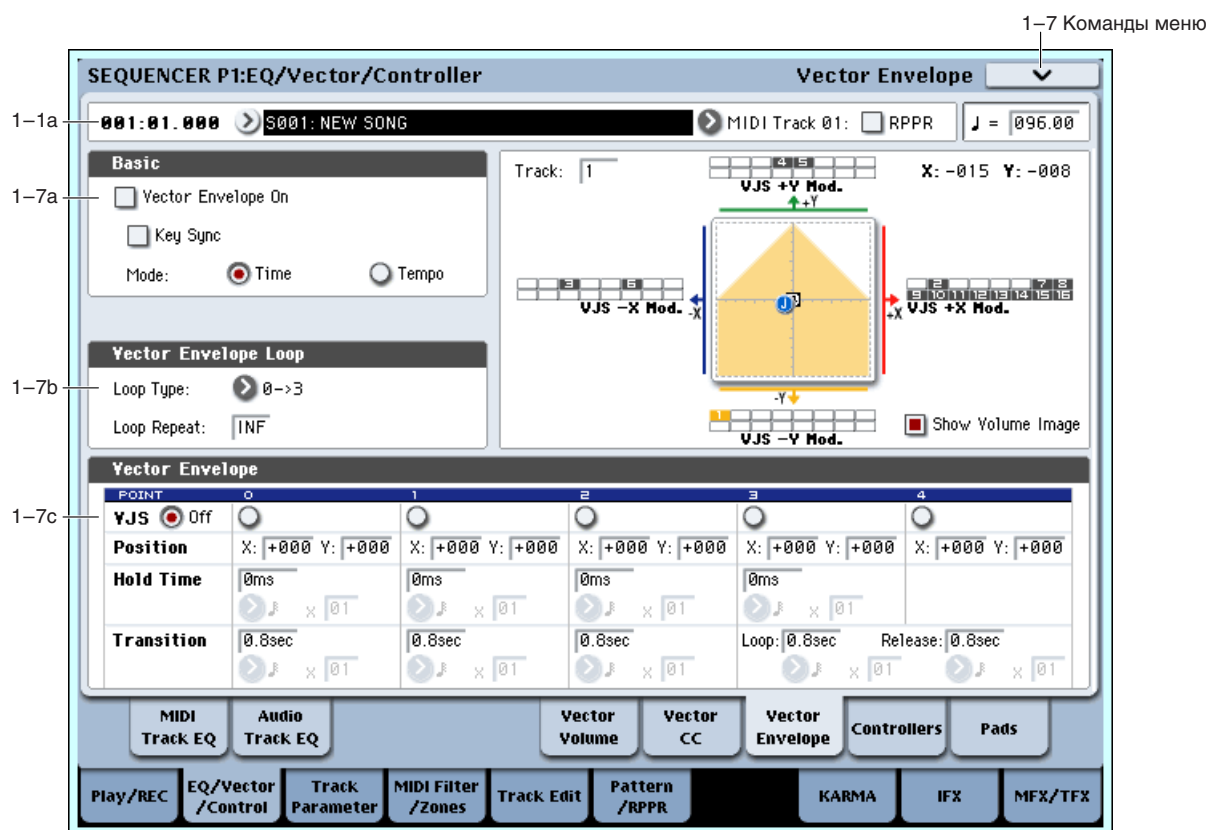 1–7 Команды меню
SEQUENCER P1:EQ/Vector/Controller Vector Envelope
1–1a 001:01.000 S001: NEW SONG MIDI Track 01: RPPR ♩ = 096.00
Basic
1–7a Vector Envelope On
Key Sync
Mode: Time Tempo
Track: 1
4 5
VJS +Y Mod.
X: -015 Y: -008
+Y
3 6
VJS -X Mod.
-X
J
+X
2 7 8
9 10 11 12 13 14 15 16
VJS +X Mod.
-Y
1
VJS -Y Mod.
Show Volume Image
Vector Envelope Loop
1–7b Loop Type: 0->3
Loop Repeat: INF
Vector Envelope
POINT 0 1 2 3 4
1–7c VJS Off
Position X: +000 Y: +000 X: +000 Y: +000 X: +000 Y: +000 X: +000 Y: +000 X: +000 Y: +000
Hold Time 0ms 0ms 0ms 0ms
x 01 x 01 x 01 x 01
Transition 0.8sec 0.8sec 0.8sec Loop: 0.8sec Release: 0.8sec
x 01 x 01 x 01 x 01 x 01
MIDI Track EQ Audio Track EQ Vector Volume Vector CC Vector Envelope Controllers Pads
Play/REC EQ/Vector /Control Track Parameter MIDI Filter /Zones Track Edit Pattern /RPPR KARMA IFX MFX/TFX